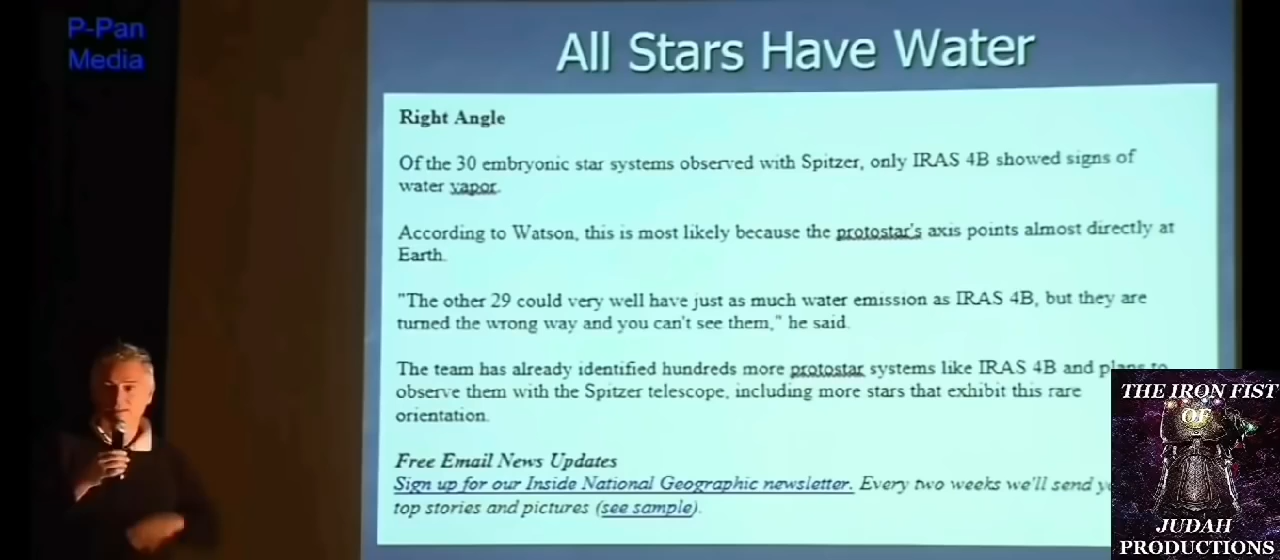 P-Pan
Media
All Stars Have Water
Right Angle
Of the 30 embryonic star systems observed with Spitzer, only IRAS 4B showed signs of
water vapor.
According to Watson, this is most likely because the protostar's axis points almost directly at
Earth.
"The other 29 could very well have just as much water emission as IRAS 4B, but they are
turned the wrong way and you can't see them," he said.
The team has already identified hundreds more protostar systems like IRAS 4B and plans to
observe them with the Spitzer telescope, including more stars that exhibit this rare
orientation.
Free Email News Updates
Sign up for our Inside National Geographic newsletter. Every two weeks we'll send
top stories and pictures (see sample).
THE IRON FIST
OF
JUDAH
PRODUCTIONS